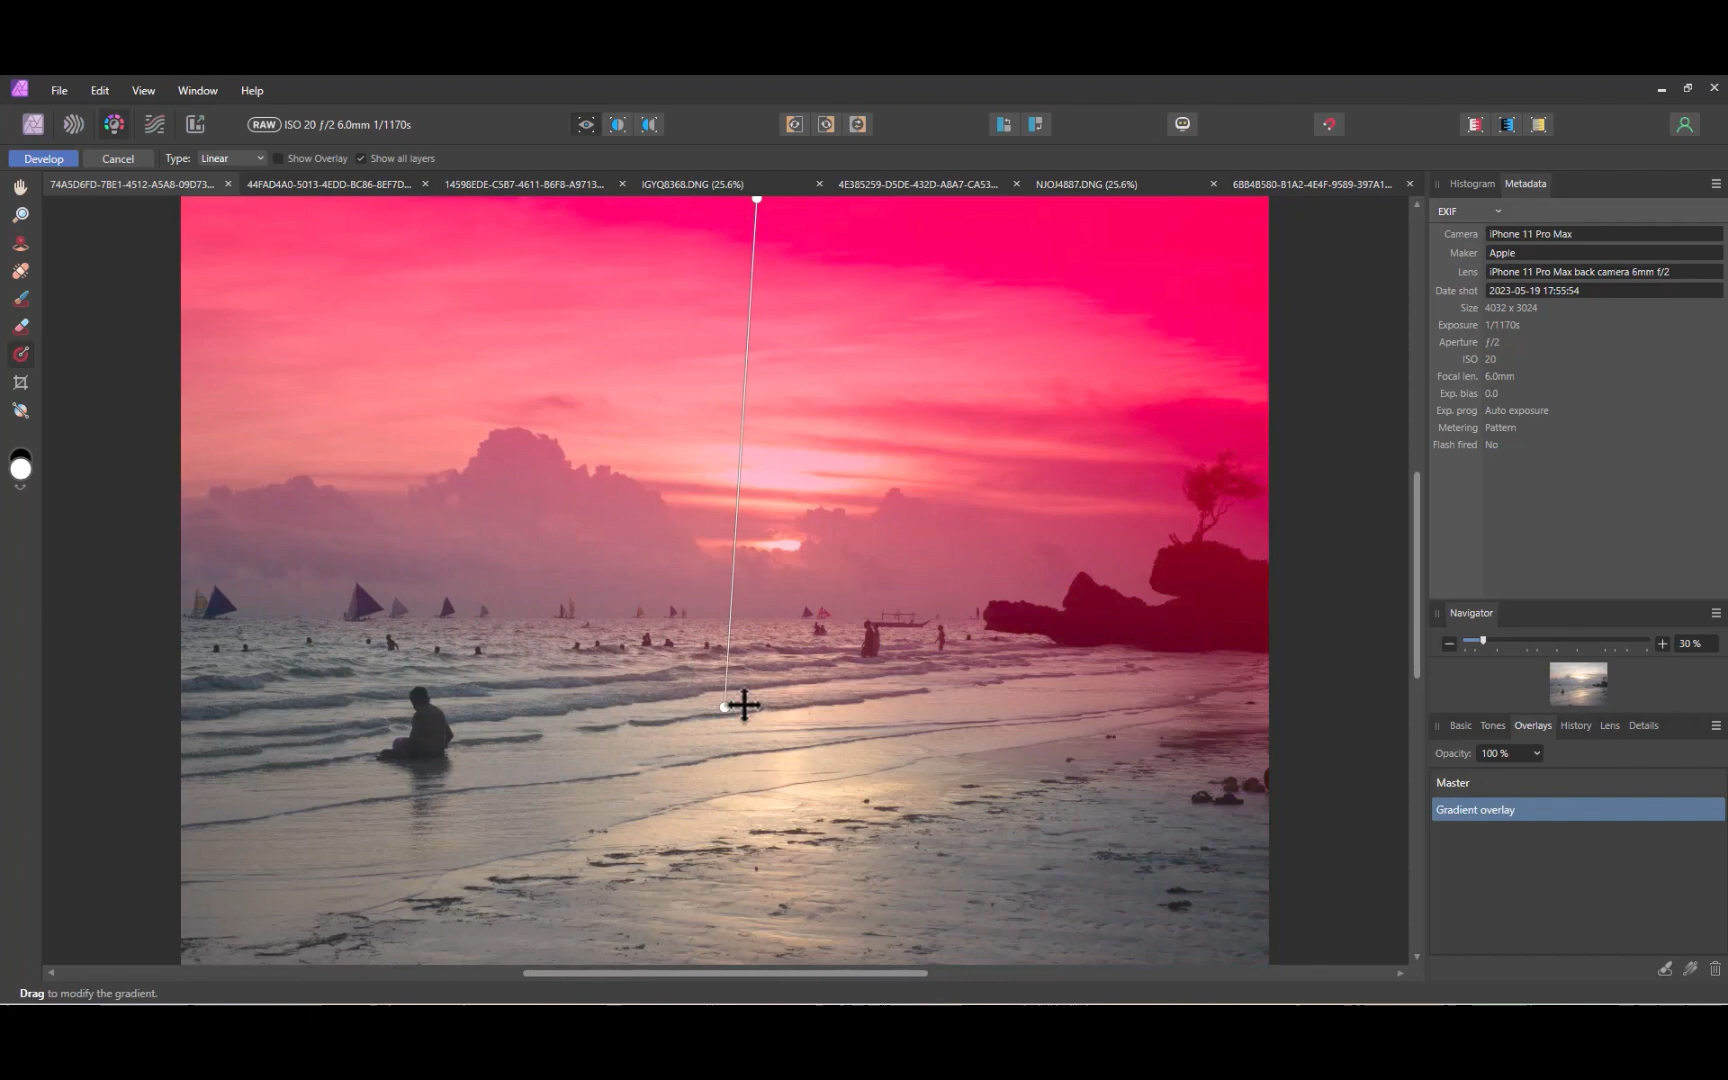 File Edit View Window Help
RAW ISO 20 ƒ/2 6.0mm 1/1170s
Develop Cancel Type: Linear Show Overlay Show all layers
74A5D6FD-7BE1-4512-A5A8-09D73... 44FAD4A0-5013-4EDD-BC86-8EF7D... 14598EDE-C5B7-4611-B6F8-A9713... IGYQ8368.DNG (25.6%) 4E385259-D5DE-432D-A8A7-CA53... NJOJ4887.DNG (25.6%) 6BB4B580-B1A2-4E4F-9589-397A1...
Histogram Metadata
EXIF
Camera iPhone 11 Pro Max
Maker Apple
Lens iPhone 11 Pro Max back camera 6mm f/2
Date shot 2023-05-19 17:55:54
Size 4032 x 3024
Exposure 1/1170s
Aperture ƒ/2
ISO 20
Focal len. 6.0mm
Exp. bias 0.0
Exp. prog Auto exposure
Metering Pattern
Flash fired No
Navigator
30 %
Basic Tones Overlays History Lens Details
Opacity: 100 %
Master
Gradient overlay
Drag to modify the gradient.